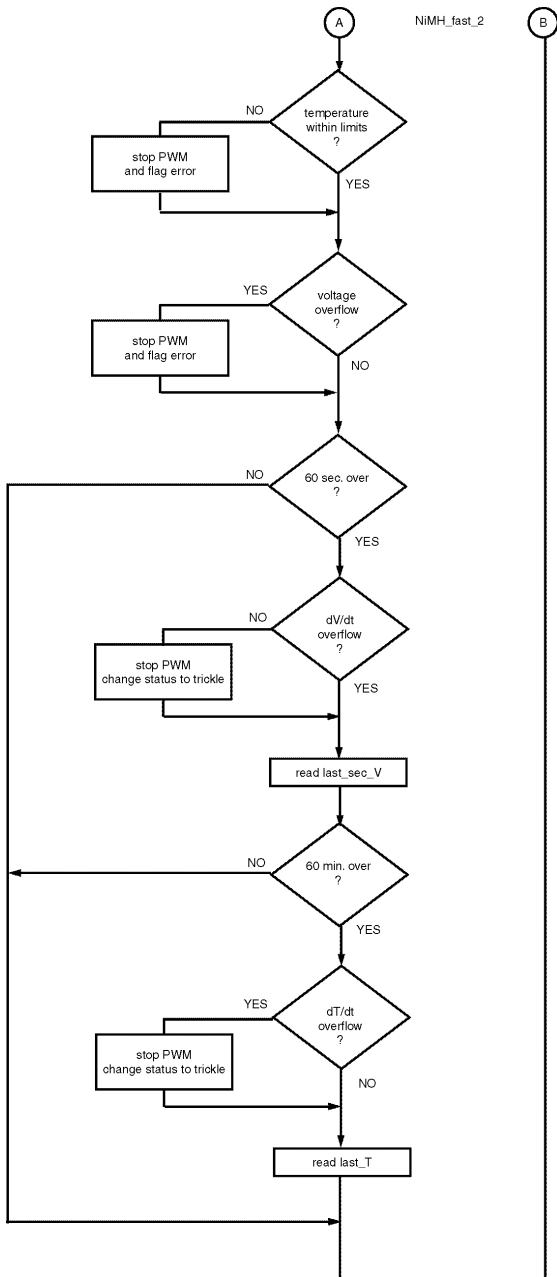 A
NiMH_fast_2
B
temperature
within limits
?
NO
YES
stop PWM
and flag error
voltage
overflow
?
YES
NO
stop PWM
and flag error
60 sec. over
?
NO
YES
dV/dt
overflow
?
NO
YES
stop PWM
change status to trickle
read last_sec_V
60 min. over
?
NO
YES
dT/dt
overflow
?
YES
NO
stop PWM
change status to trickle
read last_T